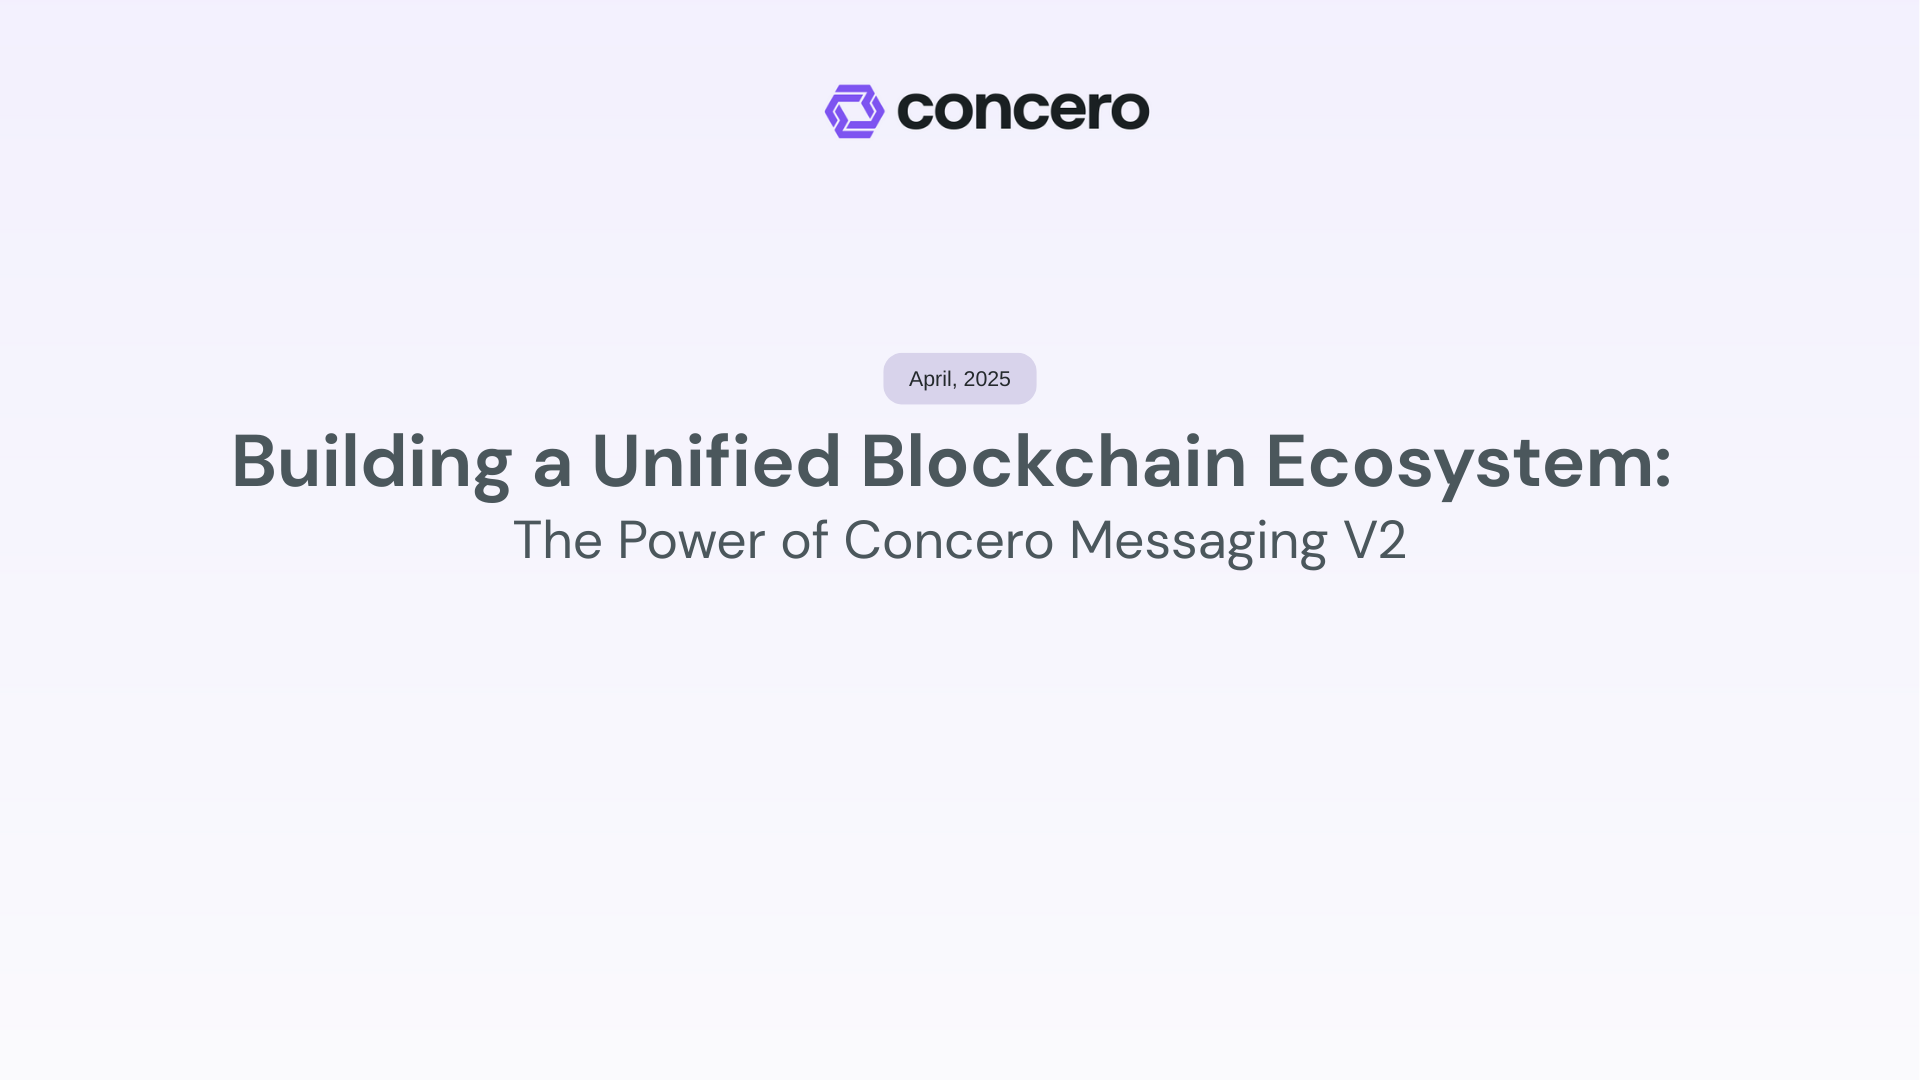 concero
April, 2025
Building a Unified Blockchain Ecosystem:
The Power of Concero Messaging V2